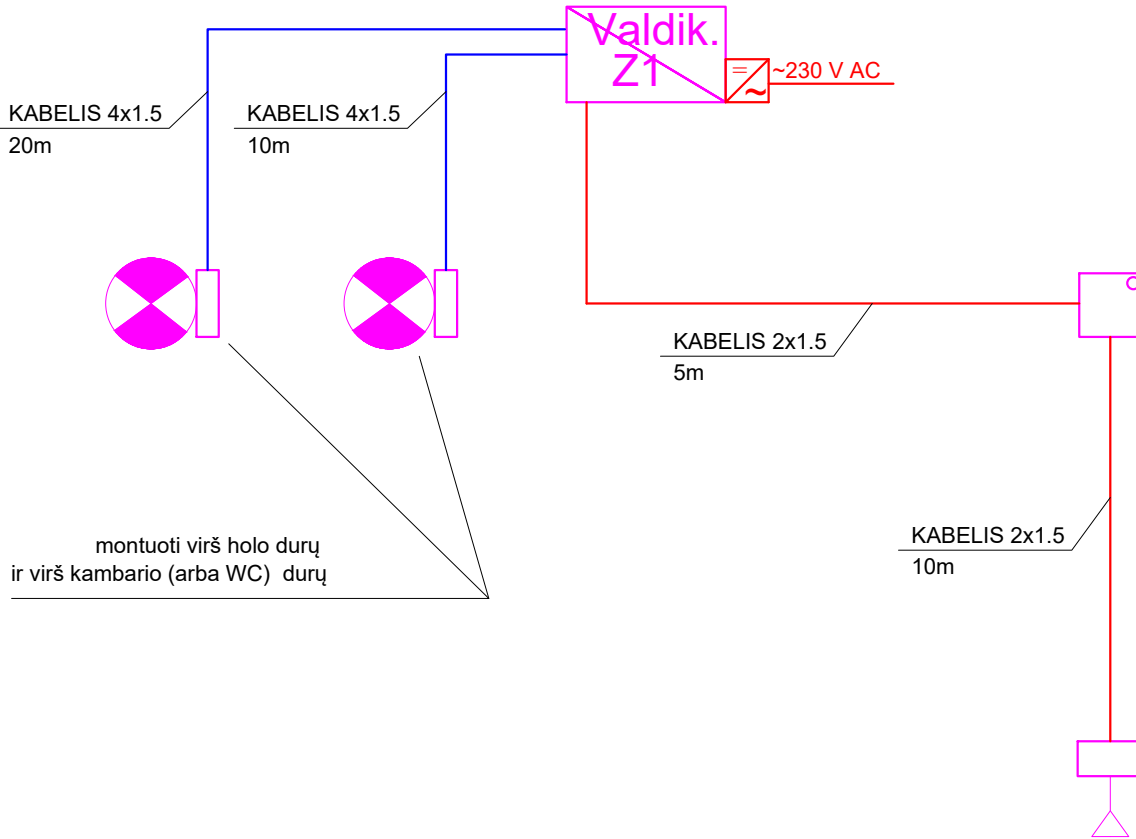 Valdik.
Z1
~230 V AC
KABELIS 4x1.5
20m
KABELIS 4x1.5
10m
KABELIS 2x1.5
5m
KABELIS 2x1.5
10m
montuoti virš holo durų
ir virš kambario (arba WC) durų